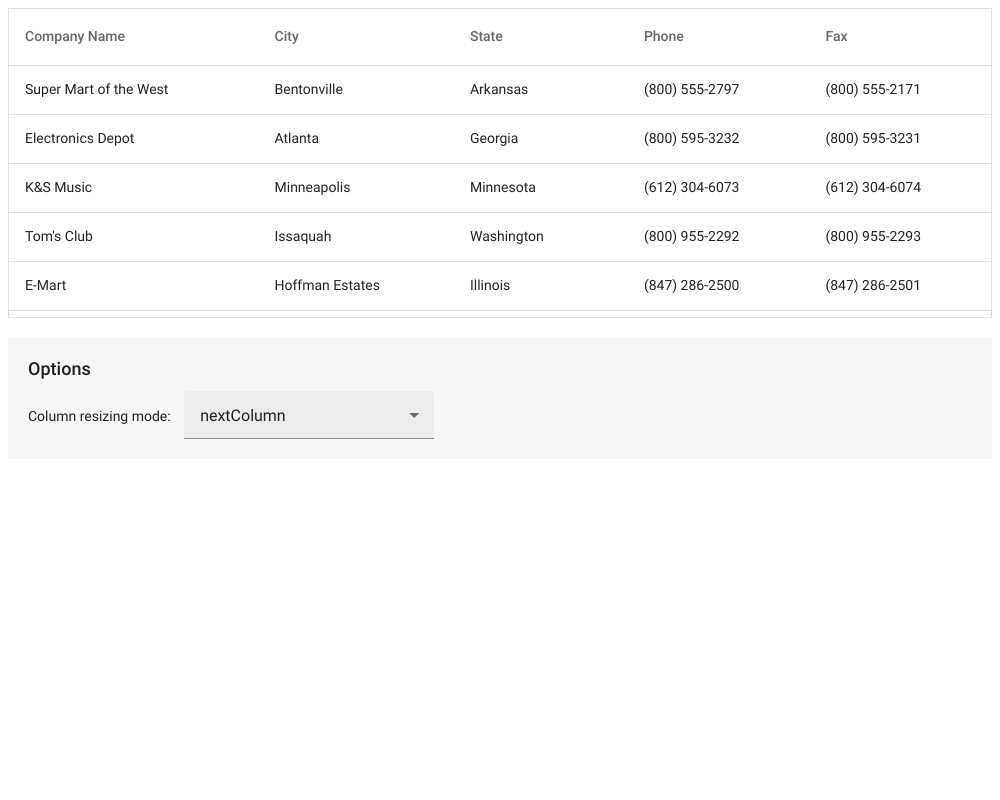 Company Name City State Phone Fax
Super Mart of the West Bentonville Arkansas (800) 555-2797 (800) 555-2171
Electronics Depot Atlanta Georgia (800) 595-3232 (800) 595-3231
K&S Music Minneapolis Minnesota (612) 304-6073 (612) 304-6074
Tom's Club Issaquah Washington (800) 955-2292 (800) 955-2293
E-Mart Hoffman Estates Illinois (847) 286-2500 (847) 286-2501
Options
Column resizing mode: nextColumn